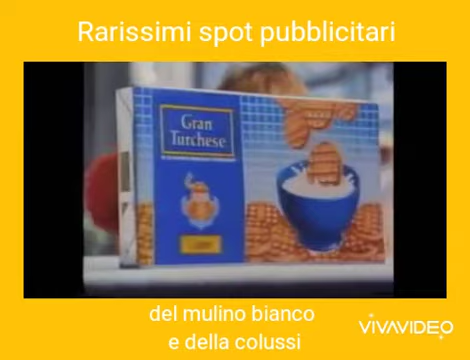 Rarissimi spot pubblicitari
Gran
Turchese
del mulino bianco
e della colussi
VIVAVIDEO